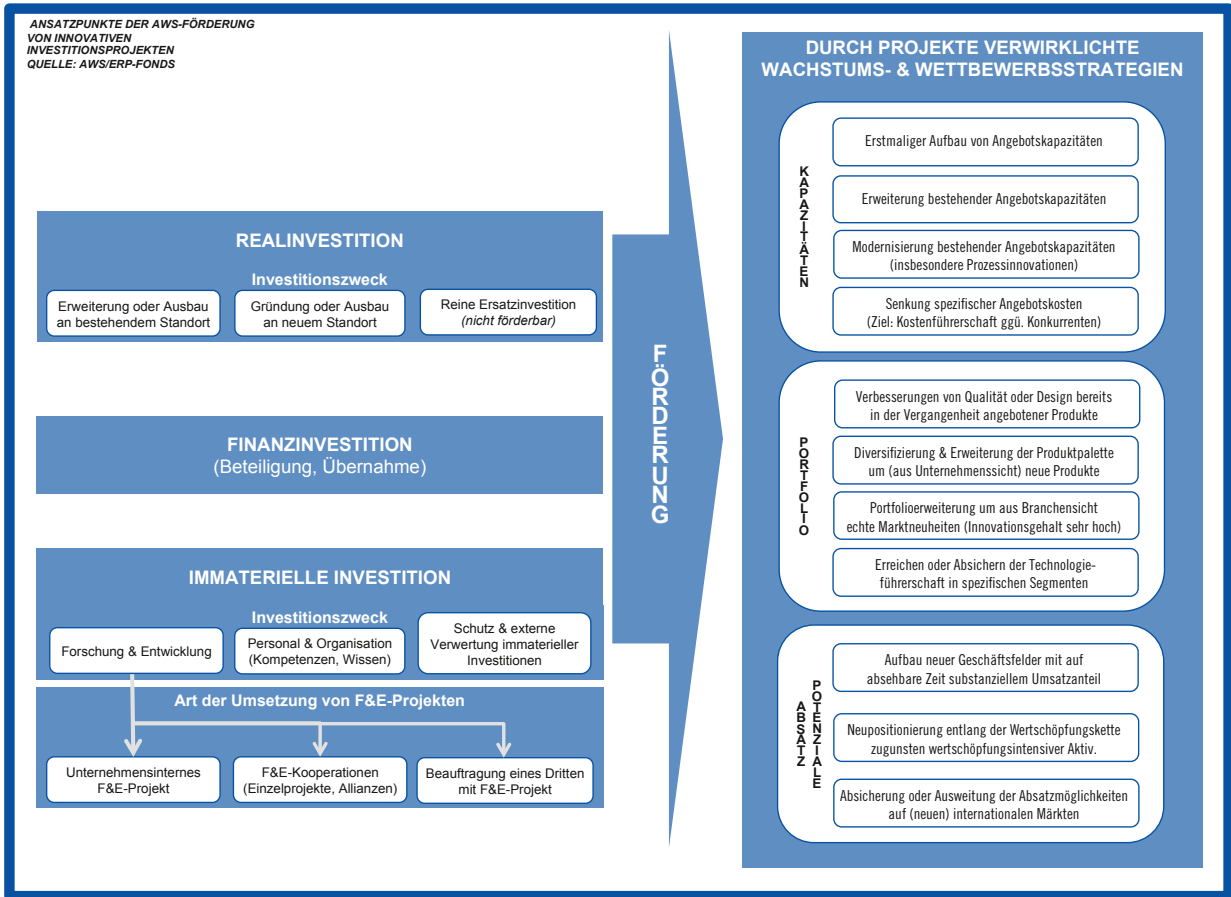 ANSATZPUNKTE DER AWS-FÖRDERUNG
VON INNOVATIVEN
INVESTITIONSPROJEKTEN
QUELLE: AWS/ERP-FONDS
REALINVESTITION
Investitionszweck
Erweiterung oder Ausbau
an bestehendem Standort
Gründung oder Ausbau
an neuem Standort
Reine Ersatzinvestition
(nicht förderbar)
FINANZINVESTITION
(Beteiligung, Übernahme)
IMMATERIELLE INVESTITION
Investitionszweck
Forschung & Entwicklung
Personal & Organisation
(Kompetenzen, Wissen)
Schutz & externe
Verwertung immaterieller
Investitionen
Art der Umsetzung von F&E-Projekten
Unternehmensinternes
F&E-Projekt
F&E-Kooperationen
(Einzelprojekte, Allianzen)
Beauftragung eines Dritten
mit F&E-Projekt
FÖRDERUNG
DURCH PROJEKTE VERWIRKLICHTE
WACHSTUMS- & WETTBEWERBSSTRATEGIEN
KAPAZITÄTEN
Erstmaliger Aufbau von Angebotskapazitäten
Erweiterung bestehender Angebotskapazitäten
Modernisierung bestehender Angebotskapazitäten
(insbesondere Prozessinnovationen)
Senkung spezifischer Angebotskosten
(Ziel: Kostenführerschaft ggü. Konkurrenten)
PORTFOLIO
Verbesserungen von Qualität oder Design bereits
in der Vergangenheit angebotener Produkte
Diversifizierung & Erweiterung der Produktpalette
um (aus Unternehmenssicht) neue Produkte
Portfolioerweiterung um aus Branchensicht
echte Marktneuheiten (Innovationsgehalt sehr hoch)
Erreichen oder Absichern der Technologie-
führerschaft in spezifischen Segmenten
ABSATZ
POTENZIALE
Aufbau neuer Geschäftsfelder mit auf
absehbare Zeit substanziellem Umsatzanteil
Neupositionierung entlang der Wertschöpfungskette
zugunsten wertschöpfungsintensiver Aktiv.
Absicherung oder Ausweitung der Absatzmöglichkeiten
auf (neuen) internationalen Märkten